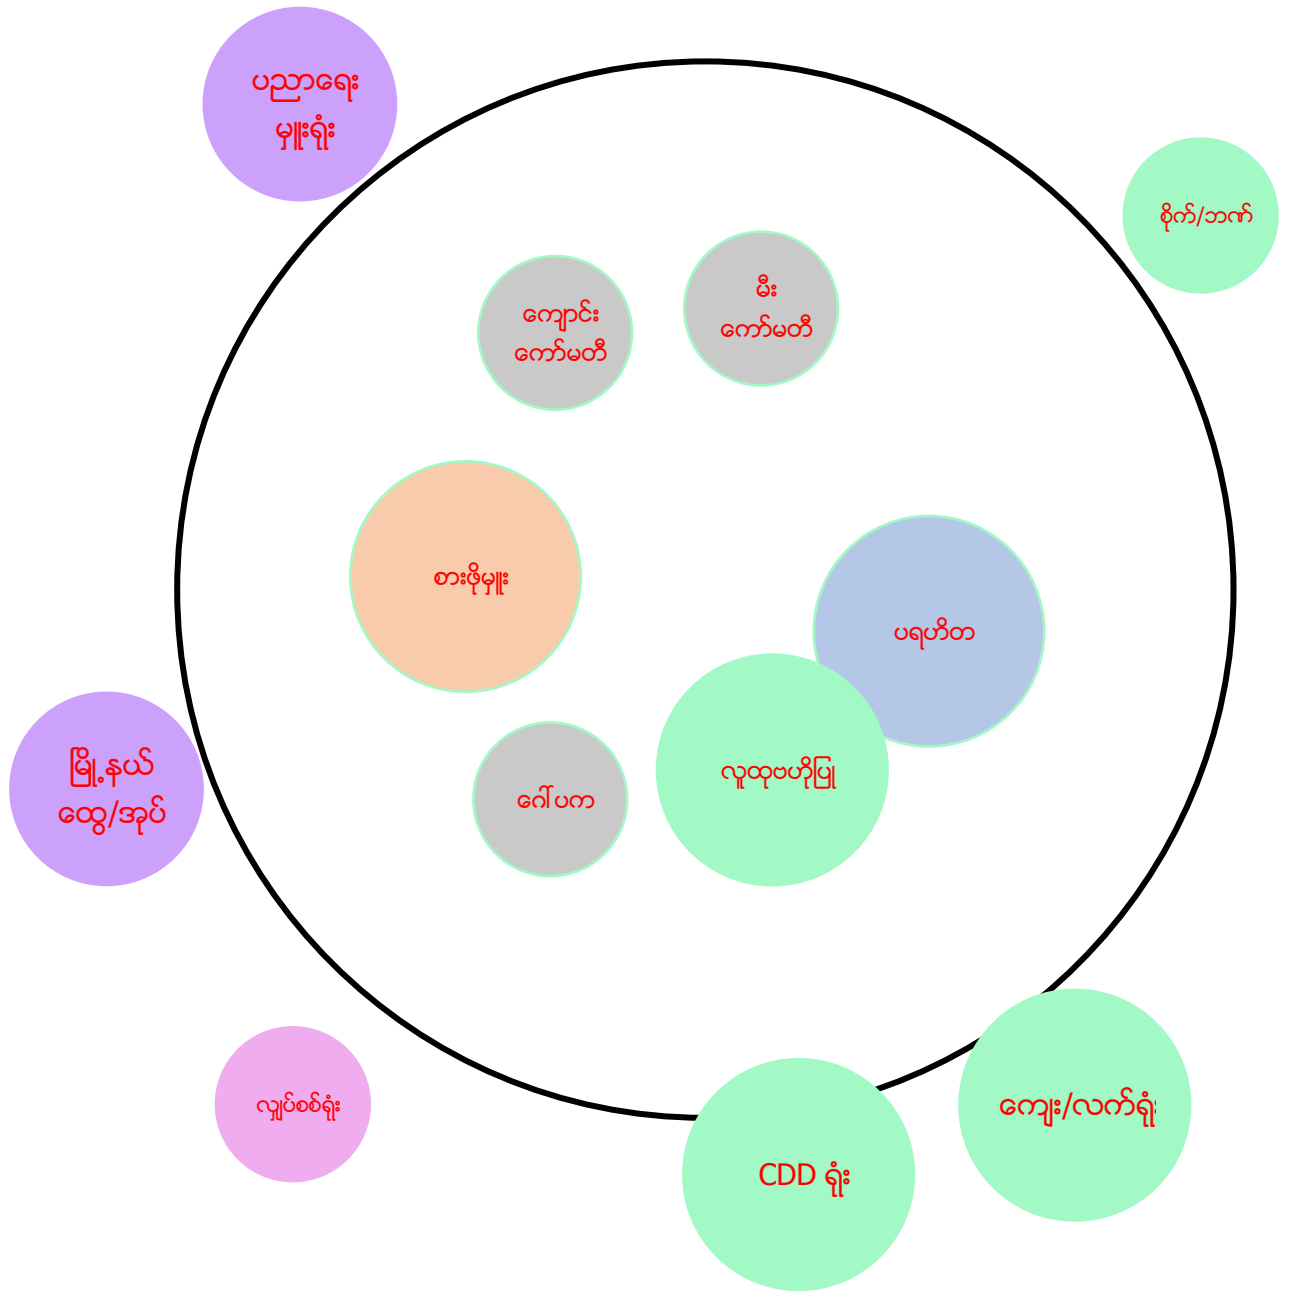 ပညာရေး
မှူးရုံး
စိုက်/ဘဏ်
မီး
ကော်မတီ
ကျောင်း
ကော်မတီ
စားဖိုမှူး
ပရဟိတ
မြို့နယ်
ထွေ/အုပ်
ဂေါပက
လူထုဗဟိုပြု
လျှပ်စစ်ရုံး
ကျေး/လက်ရုံး
CDD ရုံး